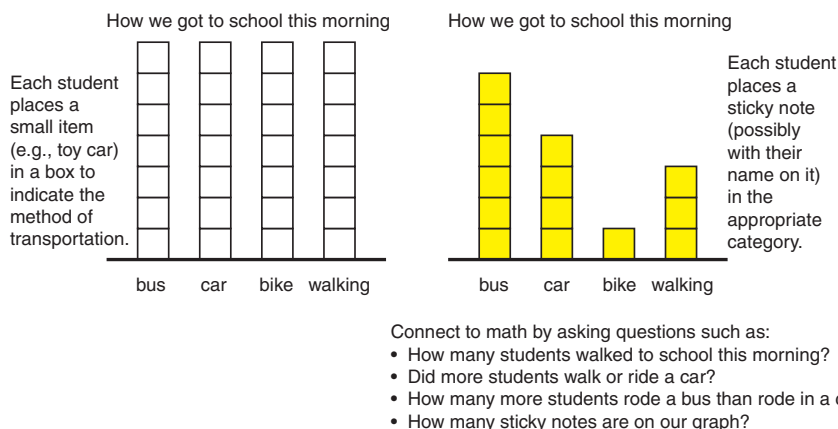 How we got to school this morning
Each student
places a
small item
(e.g., toy car)
in a box to
indicate the
method of
transportation.
bus car bike walking
How we got to school this morning
Each student
places a
sticky note
(possibly
with their
name on it)
in the
appropriate
category.
bus car bike walking
Connect to math by asking questions such as:
• How many students walked to school this morning?
• Did more students walk or ride a car?
• How many more students rode a bus than rode in a
• How many sticky notes are on our graph?